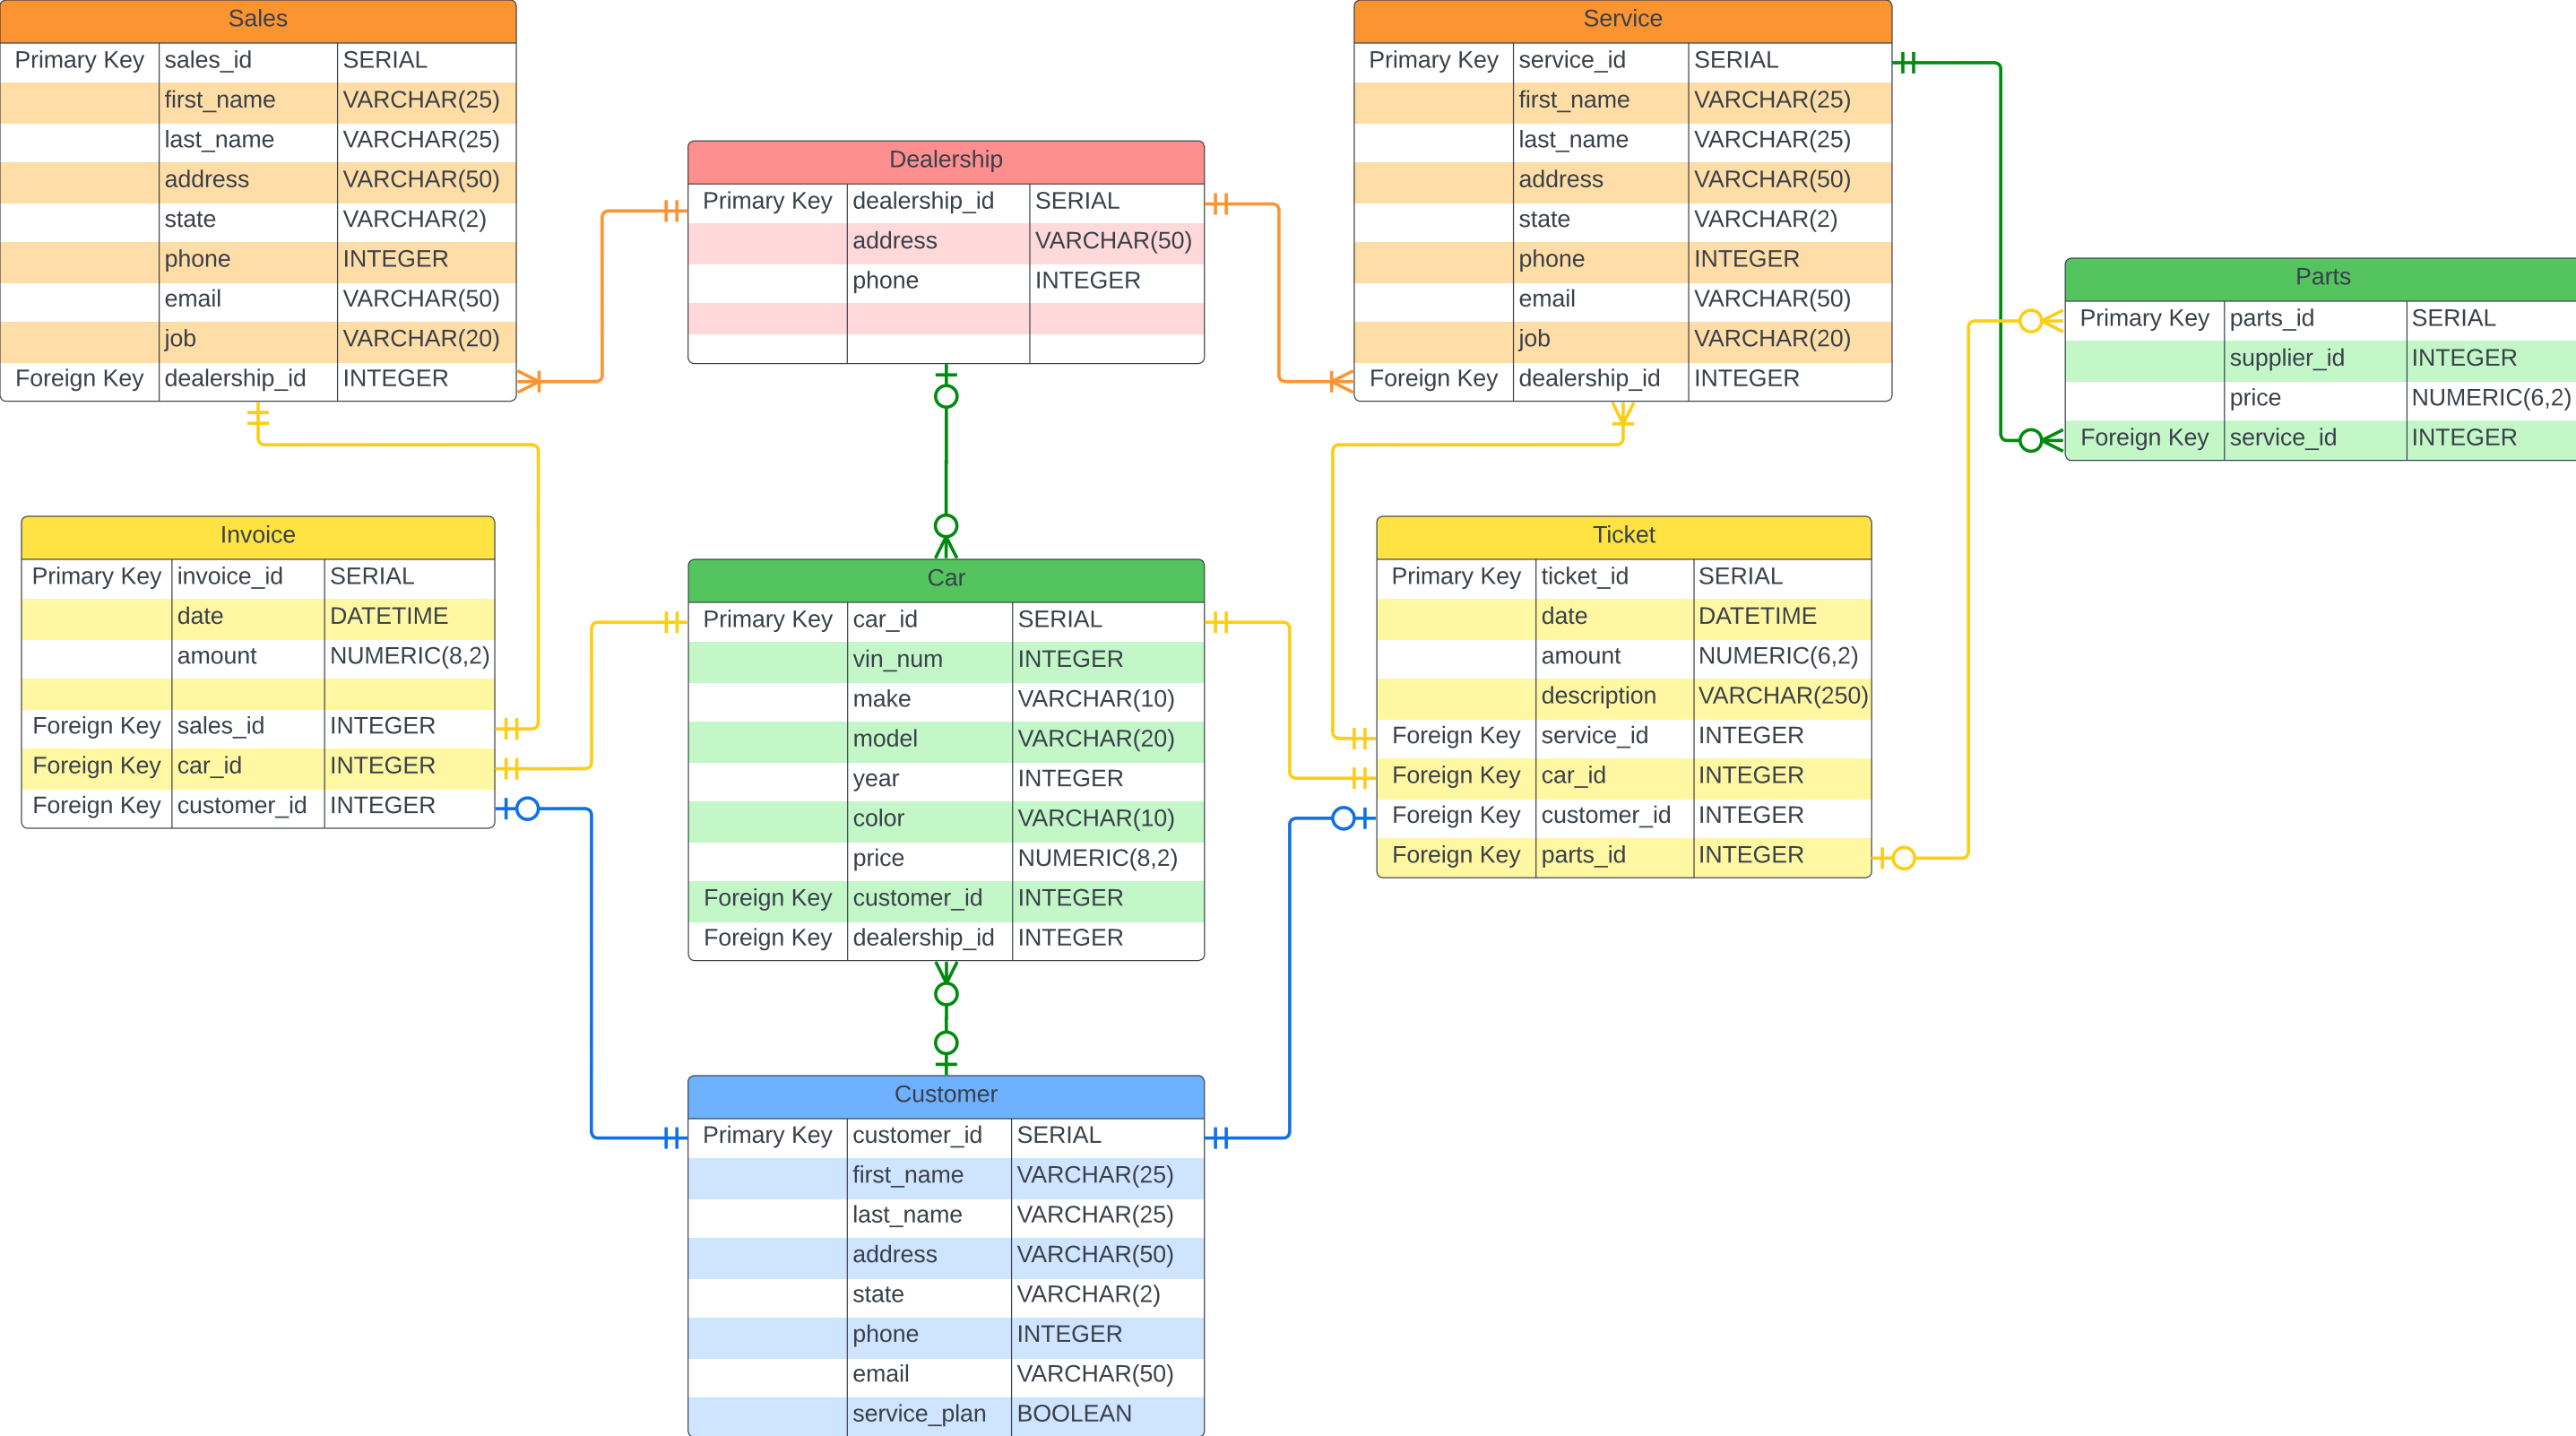 Sales
Primary Key sales_id SERIAL
first_name VARCHAR(25)
last_name VARCHAR(25)
address VARCHAR(50)
state VARCHAR(2)
phone INTEGER
email VARCHAR(50)
job VARCHAR(20)
Foreign Key dealership_id INTEGER
Dealership
Primary Key dealership_id SERIAL
address VARCHAR(50)
phone INTEGER
Service
Primary Key service_id SERIAL
first_name VARCHAR(25)
last_name VARCHAR(25)
address VARCHAR(50)
state VARCHAR(2)
phone INTEGER
email VARCHAR(50)
job VARCHAR(20)
Foreign Key dealership_id INTEGER
Parts
Primary Key parts_id SERIAL
supplier_id INTEGER
price NUMERIC(6,2)
Foreign Key service_id INTEGER
Invoice
Primary Key invoice_id SERIAL
date DATETIME
amount NUMERIC(8,2)
Foreign Key sales_id INTEGER
Foreign Key car_id INTEGER
Foreign Key customer_id INTEGER
Car
Primary Key car_id SERIAL
vin_num INTEGER
make VARCHAR(10)
model VARCHAR(20)
year INTEGER
color VARCHAR(10)
price NUMERIC(8,2)
Foreign Key customer_id INTEGER
Foreign Key dealership_id INTEGER
Ticket
Primary Key ticket_id SERIAL
date DATETIME
amount NUMERIC(6,2)
description VARCHAR(250)
Foreign Key service_id INTEGER
Foreign Key car_id INTEGER
Foreign Key customer_id INTEGER
Foreign Key parts_id INTEGER
Customer
Primary Key customer_id SERIAL
first_name VARCHAR(25)
last_name VARCHAR(25)
address VARCHAR(50)
state VARCHAR(2)
phone INTEGER
email VARCHAR(50)
service_plan BOOLEAN